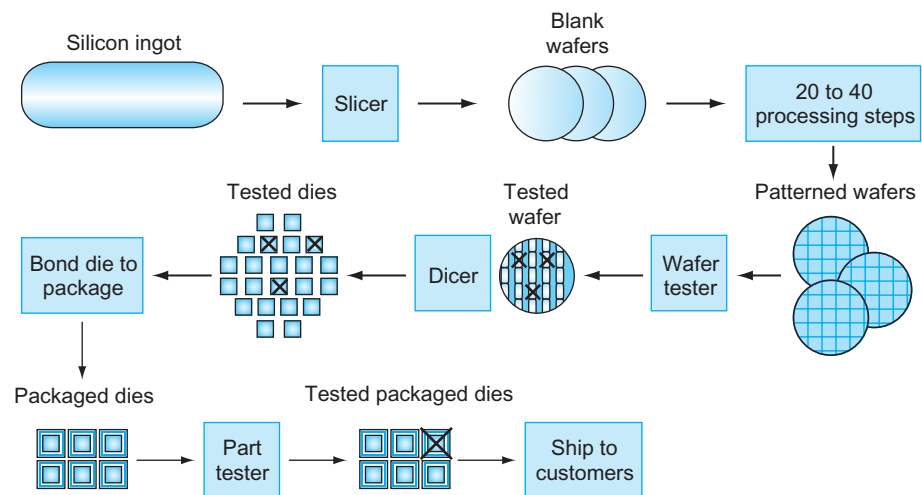 Silicon ingot
Slicer
Blank
wafers
20 to 40
processing steps
Patterned wafers
Wafer
tester
Tested
wafer
Dicer
Tested dies
Bond die to
package
Packaged dies
Part
tester
Tested packaged dies
Ship to
customers